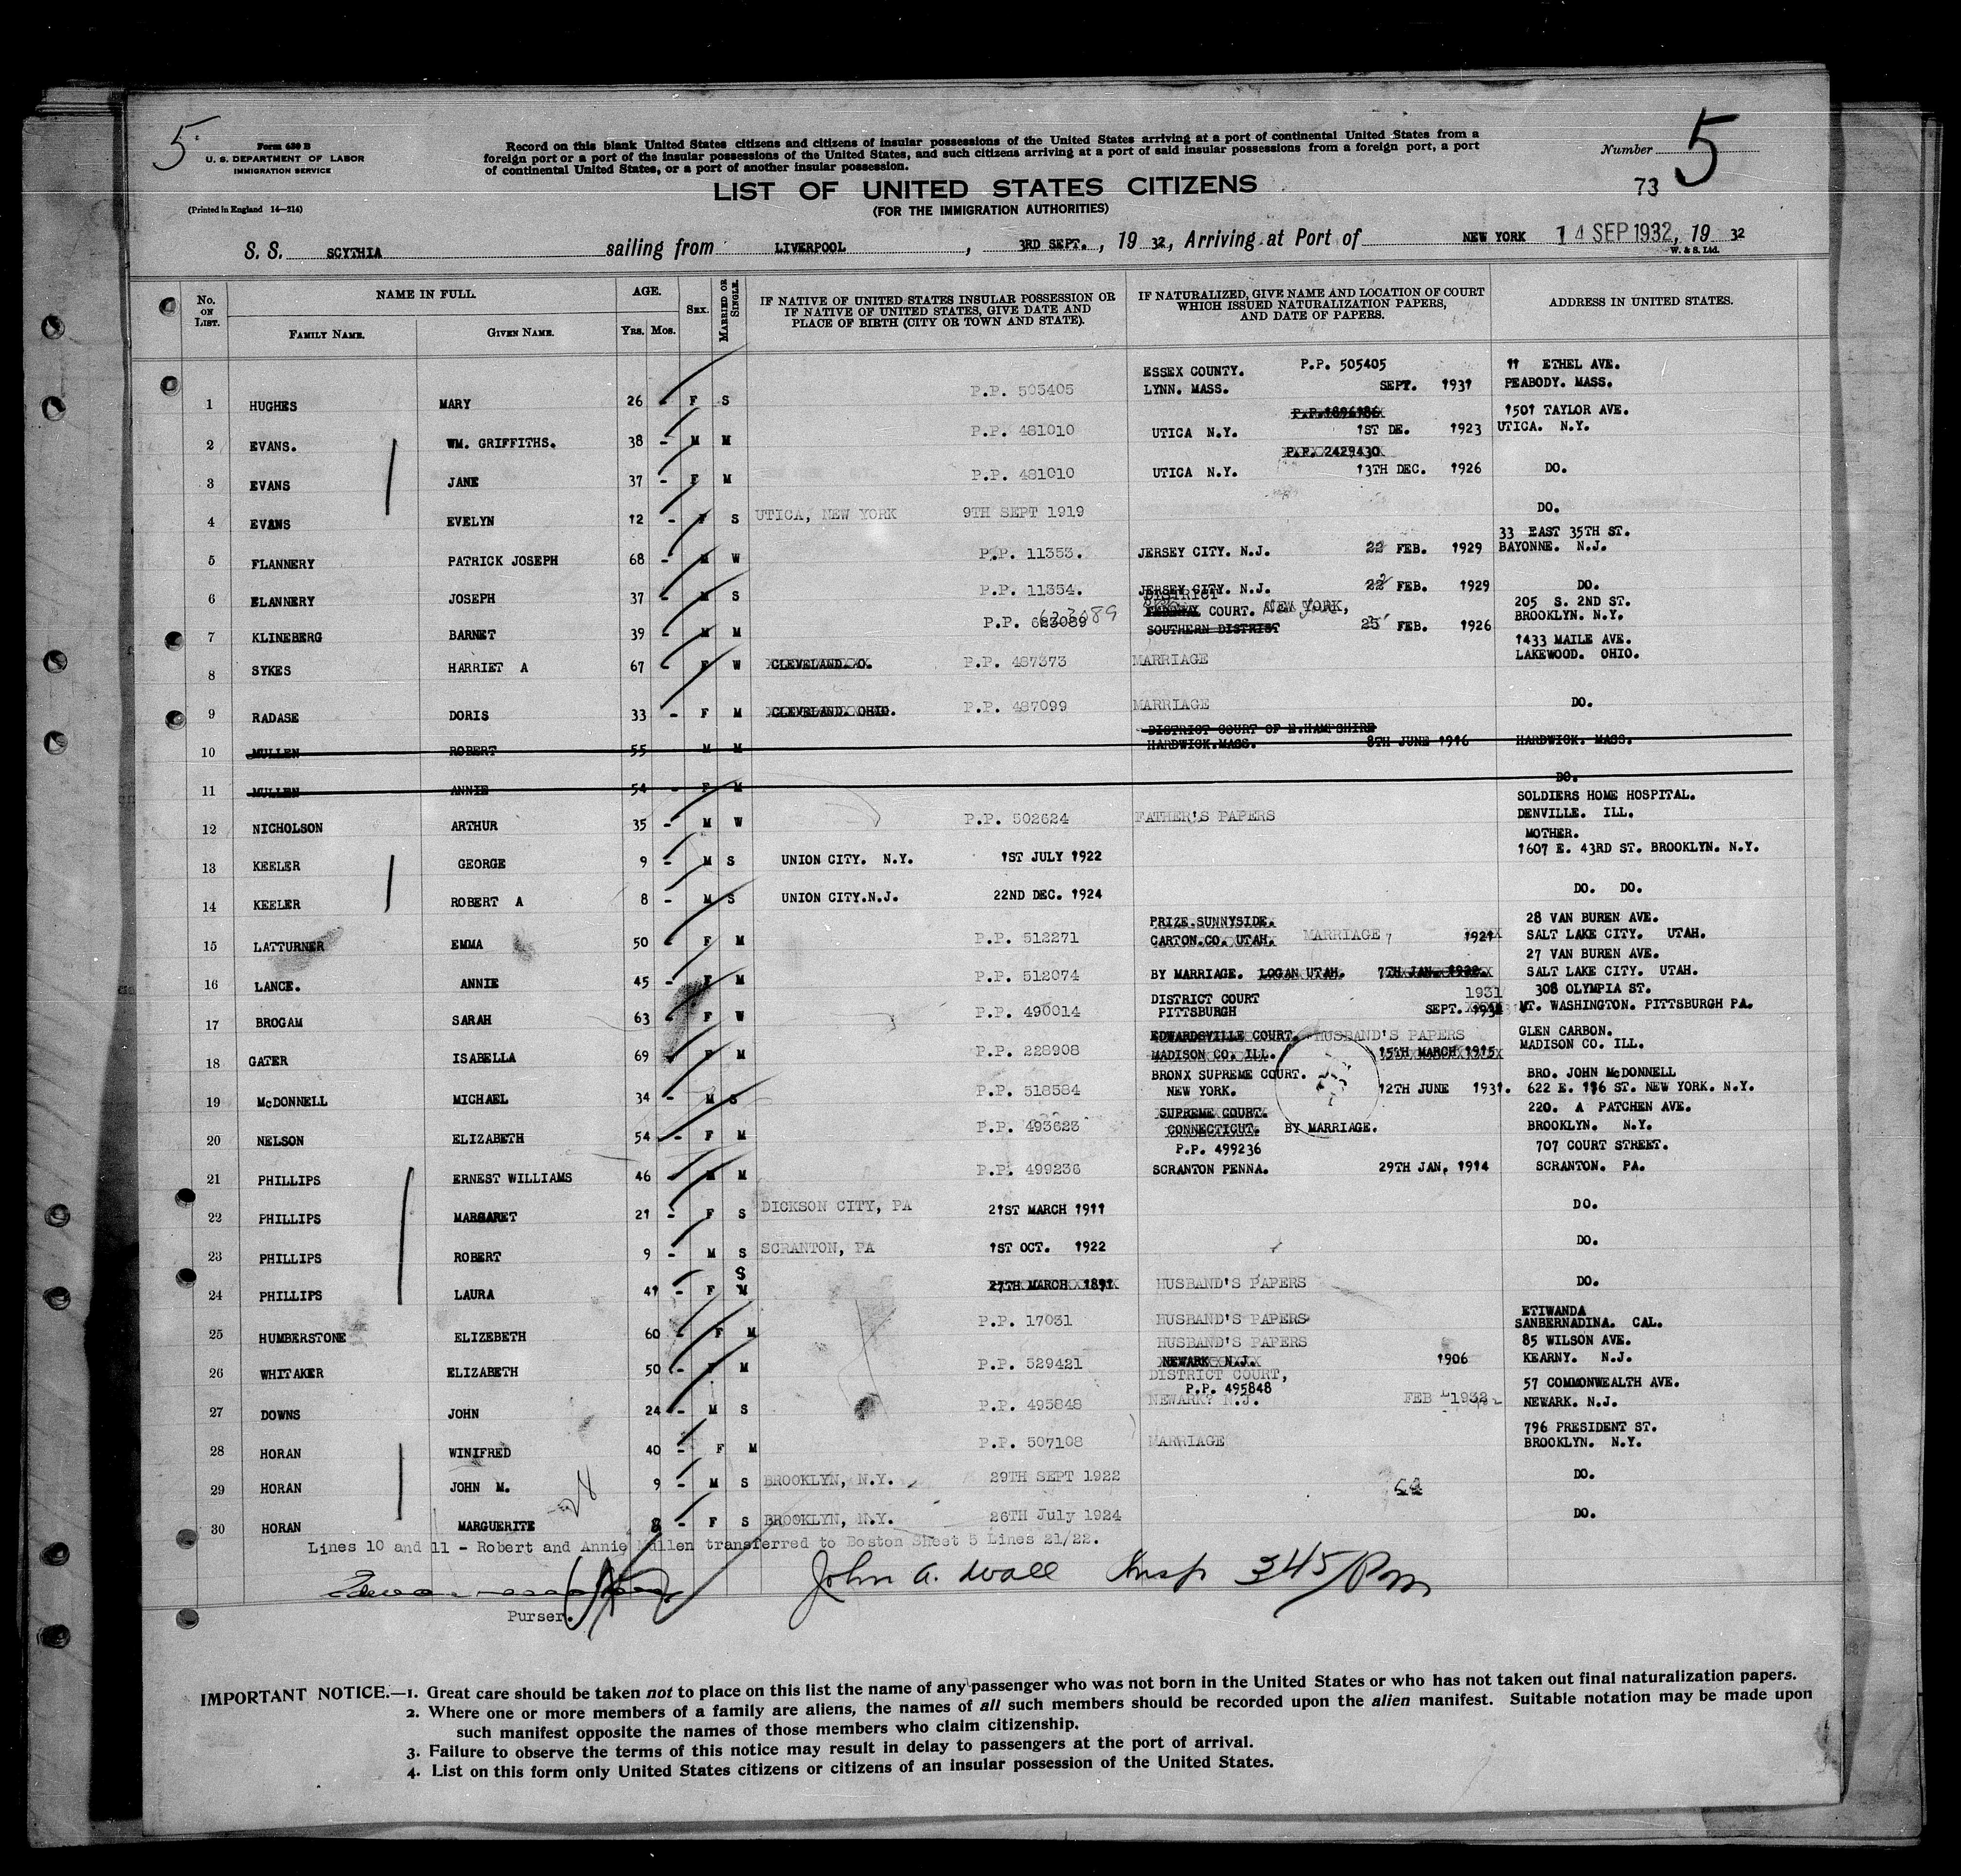 5
Form 630 B
U. S. DEPARTMENT OF LABOR
IMMIGRATION SERVICE
(Printed in England 14—214)
Record on this blank United States citizens and citizens of insular possessions of the United States arriving at a port of continental United States from a
foreign port or a port of the insular possessions of the United States, and such citizens arriving at a port of said insular possessions from a foreign port, a port
of continental United States, or a port of another insular possession.
Number 5
73
LIST OF UNITED STATES CITIZENS
(FOR THE IMMIGRATION AUTHORITIES)
S. S. SCYTHIA sailing from LIVERPOOL, 3RD SEPT., 19 32, Arriving at Port of NEW YORK 14 SEP 1932, 19 32
W. & S. Ltd.
No. ON LIST. NAME IN FULL. FAMILY NAME. GIVEN NAME. AGE. YRS. MOS. SEX. MARRIED OR SINGLE. IF NATIVE OF UNITED STATES INSULAR POSSESSION OR IF NATIVE OF UNITED STATES, GIVE DATE AND PLACE OF BIRTH (CITY OR TOWN AND STATE). IF NATURALIZED, GIVE NAME AND LOCATION OF COURT WHICH ISSUED NATURALIZATION PAPERS, AND DATE OF PAPERS. ADDRESS IN UNITED STATES.
ESSEX COUNTY. P.P. 505405 11 ETHEL AVE.
1 HUGHES MARY 26 - F S P.P. 505405 LYNN. MASS. SEPT. 1931 PEABODY. MASS.
P.P.1896186 1501 TAYLOR AVE.
2 EVANS. WM. GRIFFITHS. 38 - M M P.P. 481010 UTICA N.Y. 1ST DE. 1923 UTICA. N.Y.
P.P. 2429430
3 EVANS JANE 37 - F M P.P. 481010 UTICA N.Y. 13TH DEC. 1926 DO.
4 EVANS EVELYN 12 - F S UTICA, NEW YORK 9TH SEPT 1919 DO.
33 EAST 35TH ST.
5 FLANNERY PATRICK JOSEPH 68 - M W P.P. 11353. JERSEY CITY. N.J. 22 FEB. 1929 BAYONNE. N.J.
6 FLANNERY JOSEPH 37 - M S P.P. 11354. JERSEY CITY. N.J. 22 FEB. 1929 DO.
DISTRICT COURT. NEW YORK, 205 S. 2ND ST.
7 KLINEBERG BARNET 39 - M M P.P. 623089 623089 SOUTHERN DISTRICT 25 FEB. 1926 BROOKLYN. N.Y.
1433 MAILE AVE.
8 SYKES HARRIET A 67 - F W CLEVELAND. O. P.P. 487373 MARRIAGE LAKEWOOD. OHIO.
9 RADASE DORIS 33 - F M CLEVELAND OHIO. P.P. 487099 MARRIAGE DO.
DISTRICT COURT OF N.HAMPSHIRE
10 MULLEN ROBERT 55 M M HARDWICK.MASS. 8TH JUNE 1916 HARDWICK. MASS.
11 MULLEN ANNIE 54 - F M DO.
SOLDIERS HOME HOSPITAL.
12 NICHOLSON ARTHUR 35 - M W P.P. 502624 FATHER'S PAPERS DENVILLE. ILL.
MOTHER.
13 KEELER GEORGE 9 - M S UNION CITY. N.Y. 1ST JULY 1922 1607 E. 43RD ST. BROOKLYN. N.Y.
14 KEELER ROBERT A 8 - M S UNION CITY.N.J. 22ND DEC. 1924 DO. DO.
PRIZE.SUNNYSIDE. 28 VAN BUREN AVE.
15 LATTURNER EMMA 50 - F M P.P. 512271 CARTON.CO. UTAH. MARRIAGE 1921 SALT LAKE CITY. UTAH.
27 VAN BUREN AVE.
16 LANCE. ANNIE 45 - F M P.P. 512074 BY MARRIAGE. LOGAN UTAH. 7TH JAN. 1922. SALT LAKE CITY. UTAH.
DISTRICT COURT 1931 308 OLYMPIA ST.
17 BROGAM SARAH 63 - F W P.P. 490014 PITTSBURGH SEPT. MT. WASHINGTON. PITTSBURGH PA.
EDWARDSVILLE COURT. HUSBAND'S PAPERS GLEN CARBON.
18 GATER ISABELLA 69 F M P.P. 228908 MADISON CO. ILL. 15TH MARCH 1915 MADISON CO. ILL.
BRONX SUPREME COURT. BRO. JOHN McDONNELL
19 McDONNELL MICHAEL 34 - M S P.P. 518584 NEW YORK. 12TH JUNE 1931. 622 E. 196 ST. NEW YORK. N.Y.
SUPREME COURT. 220. A PATCHEN AVE.
20 NELSON ELIZABETH 54 - F M P.P. 493623 CONNECTICUT. BY MARRIAGE. BROOKLYN. N.Y.
P.P. 499236 707 COURT STREET.
21 PHILLIPS ERNEST WILLIAMS 46 - M M P.P. 499236 SCRANTON PENNA. 29TH JAN, 1914 SCRANTON. PA.
22 PHILLIPS MARGARET 21 - F S DICKSON CITY, PA 21ST MARCH 1911 DO.
23 PHILLIPS ROBERT 9 - M S SCRANTON, PA 1ST OCT. 1922 DO.
S
24 PHILLIPS LAURA 41 - F M 27TH MARCH 1891 HUSBAND'S PAPERS DO.
ETIWANDA
25 HUMBERSTONE ELIZEBETH 60 - F M P.P. 17031 HUSBAND'S PAPERS SANBERNADINA. CAL.
HUSBAND'S PAPERS 85 WILSON AVE.
26 WHITAKER ELIZABETH 50 - F M P.P. 529421 NEWARK N.J. 1906 KEARNY. N.J.
DISTRICT COURT,
P.P. 495848 57 COMMONWEALTH AVE.
27 DOWNS JOHN 24 - M S P.P. 495848 NEWARK? N.J. FEB 1932 NEWARK. N.J.
796 PRESIDENT ST.
28 HORAN WINIFRED 40 - F M P.P. 507108 MARRIAGE BROOKLYN. N.Y.
29 HORAN JOHN M. 9 - M S BROOKLYN, N.Y. 29TH SEPT 1922 DO.
30 HORAN MARGUERITE 8 - F S BROOKLYN, N.Y. 26TH July 1924 DO.
28
Lines 10 and 11 - Robert and Annie Mullen transferred to Boston Sheet 5 Lines 21/22.
John A. Wall Insp 345/Pm
Purser.
IMPORTANT NOTICE.—1. Great care should be taken not to place on this list the name of any passenger who was not born in the United States or who has not taken out final naturalization papers.
2. Where one or more members of a family are aliens, the names of all such members should be recorded upon the alien manifest. Suitable notation may be made upon
such manifest opposite the names of those members who claim citizenship.
3. Failure to observe the terms of this notice may result in delay to passengers at the port of arrival.
4. List on this form only United States citizens or citizens of an insular possession of the United States.